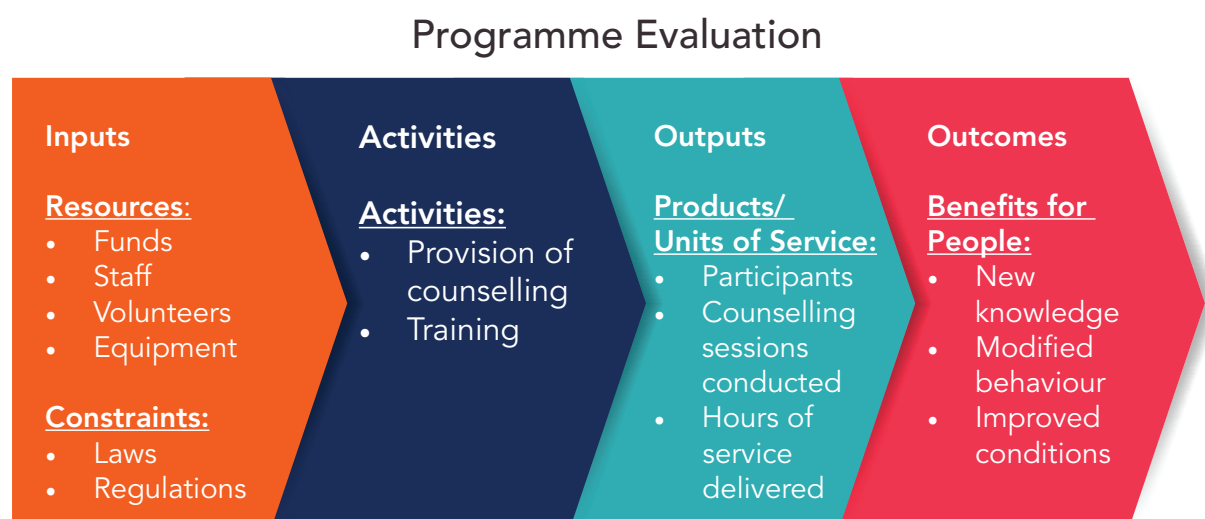 Programme Evaluation
Inputs
Resources:
• Funds
• Staff
• Volunteers
• Equipment
Constraints:
• Laws
• Regulations
Activities
Activities:
• Provision of
counselling
• Training
Outputs
Products/
Units of Service:
• Participants
• Counselling
sessions
conducted
• Hours of
service
delivered
Outcomes
Benefits for
People:
• New
knowledge
• Modified
behaviour
• Improved
conditions